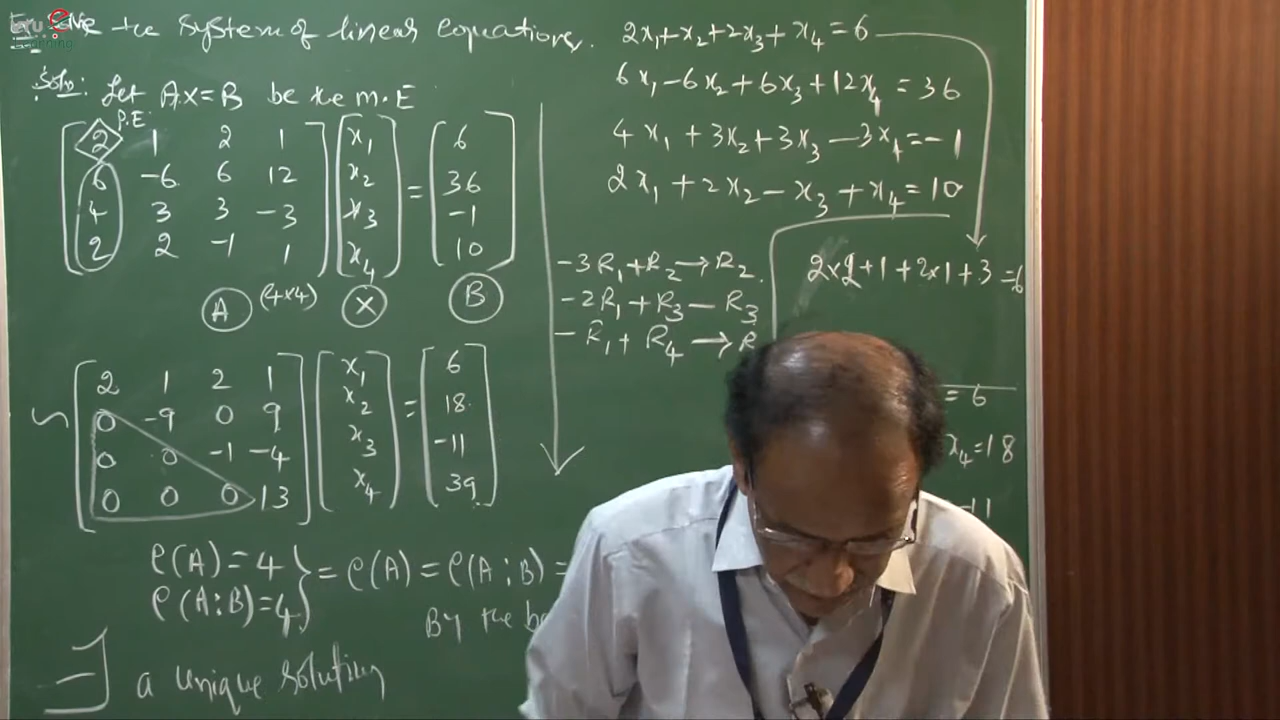 Solve the system of linear equations.
2x₁+x₂+2x₃+x₄=6
6x₁-6x₂+6x₃+12x₄=36
4x₁+3x₂+3x₃-3x₄=-1
2x₁+2x₂-x₃+x₄=10
Soln: Let AX=B be the M.E
P.E
2 1 2 1 x₁ 6
6 -6 6 12 x₂ = 36
4 3 3 -3 x₃ -1
2 2 -1 1 x₄ 10
A (4x4) X B
-3R₁+R₂→R₂
-2R₁+R₃—R₃
-R₁+R₄→R
~ 2 1 2 1 x₁ 6
0 -9 0 9 x₂ = 18
0 0 -1 -4 x₃ -11
0 0 0 13 x₄ 39
ρ(A)=4
ρ(A:B)=4 } = ρ(A)=ρ(A:B)=
By the
∃ a unique solution
2x2+1+2x1+3=6
= 6
x₄=18
-11
Learning